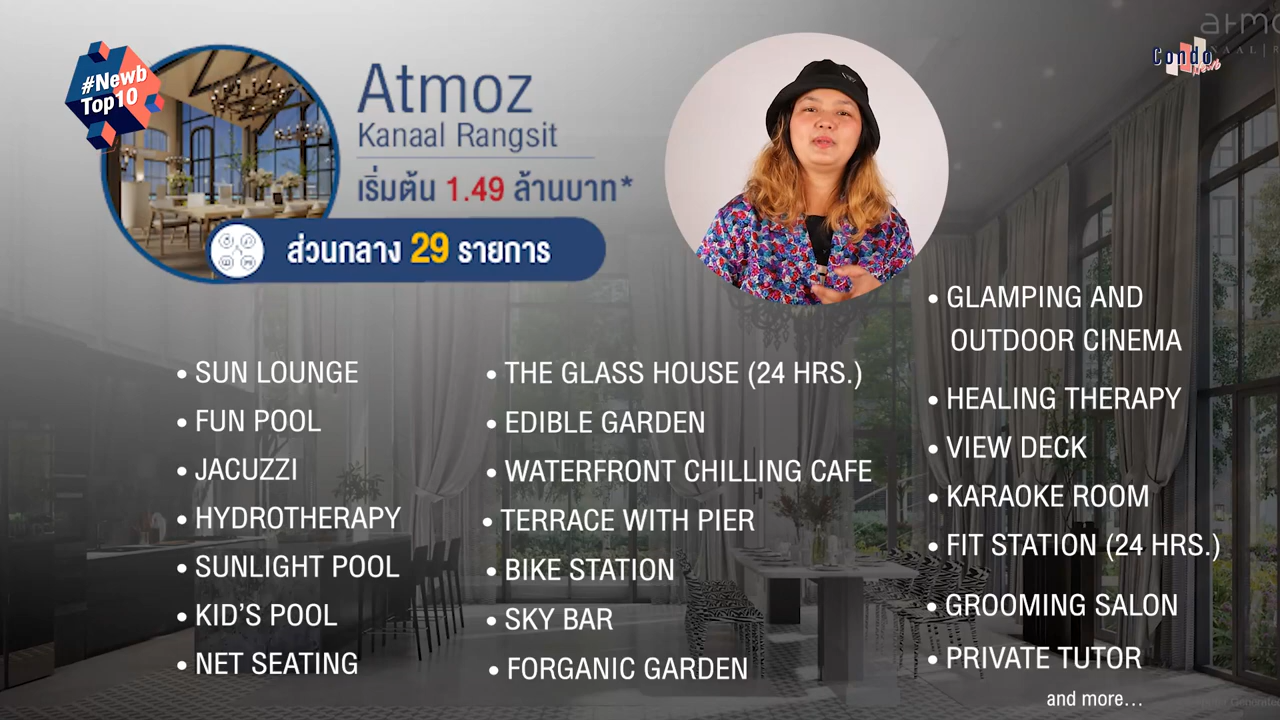 #Newb
Top10
Atmoz
Kanaal Rangsit
เริ่มต้น 1.49 ล้านบาท*
ส่วนกลาง 29 รายการ
Condo
News
• SUN LOUNGE
• FUN POOL
• JACUZZI
• HYDROTHERAPY
• SUNLIGHT POOL
• KID'S POOL
• NET SEATING
• THE GLASS HOUSE (24 HRS.)
• EDIBLE GARDEN
• WATERFRONT CHILLING CAFE
• TERRACE WITH PIER
• BIKE STATION
• SKY BAR
• FORGANIC GARDEN
• GLAMPING AND
OUTDOOR CINEMA
• HEALING THERAPY
• VIEW DECK
• KARAOKE ROOM
• FIT STATION (24 HRS.)
• GROOMING SALON
• PRIVATE TUTOR
and more...